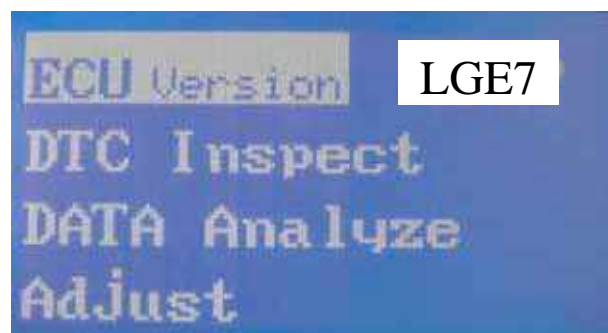 ECU Version LGE7
DTC Inspect
DATA Analyze
Adjust